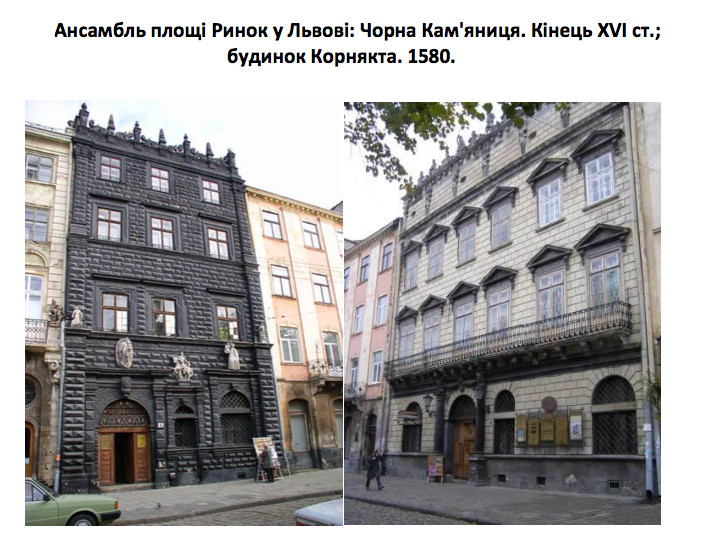 Ансамбль площі Ринок у Львові: Чорна Кам'яниця. Кінець XVI ст.;
будинок Корнякта. 1580.